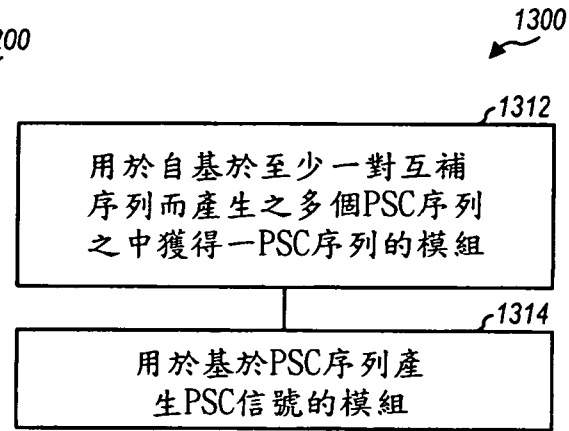 200
1300
1312
用於自基於至少一對互補
序列而產生之多個PSC序列
之中獲得一PSC序列的模組
1314
用於基於PSC序列產
生PSC信號的模組